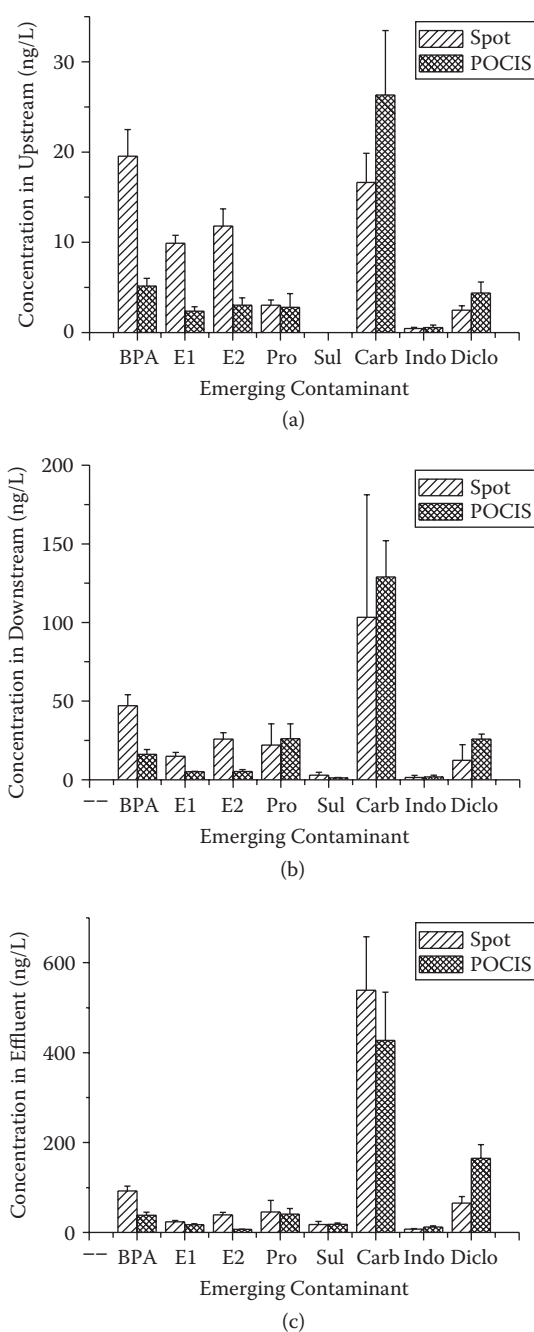 Concentration in Upstream (ng/L)
30
20
10
0
Spot
POCIS
BPA E1 E2 Pro Sul Carb Indo Diclo
Emerging Contaminant
(a)
Concentration in Downstream (ng/L)
200
150
100
50
0
Spot
POCIS
-- BPA E1 E2 Pro Sul Carb Indo Diclo
Emerging Contaminant
(b)
Concentration in Effluent (ng/L)
600
400
200
0
Spot
POCIS
-- BPA E1 E2 Pro Sul Carb Indo Diclo
Emerging Contaminant
(c)